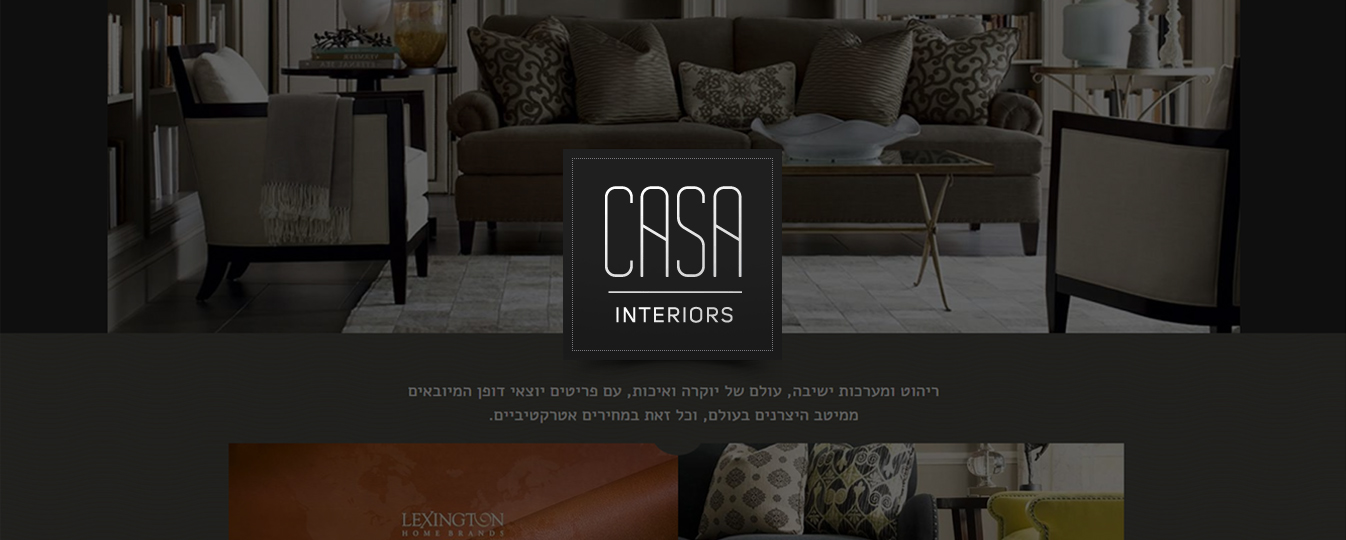 CASA
INTERIORS
ריהוט ומערכות ישיבה, עולם של יוקרה ואיכות, עם פריטים יוצאי דופן המיובאים
ממיטב היצרנים בעולם, וכל זאת במחירים אטרקטיביים.
LEXINGTON
HOME BRANDS